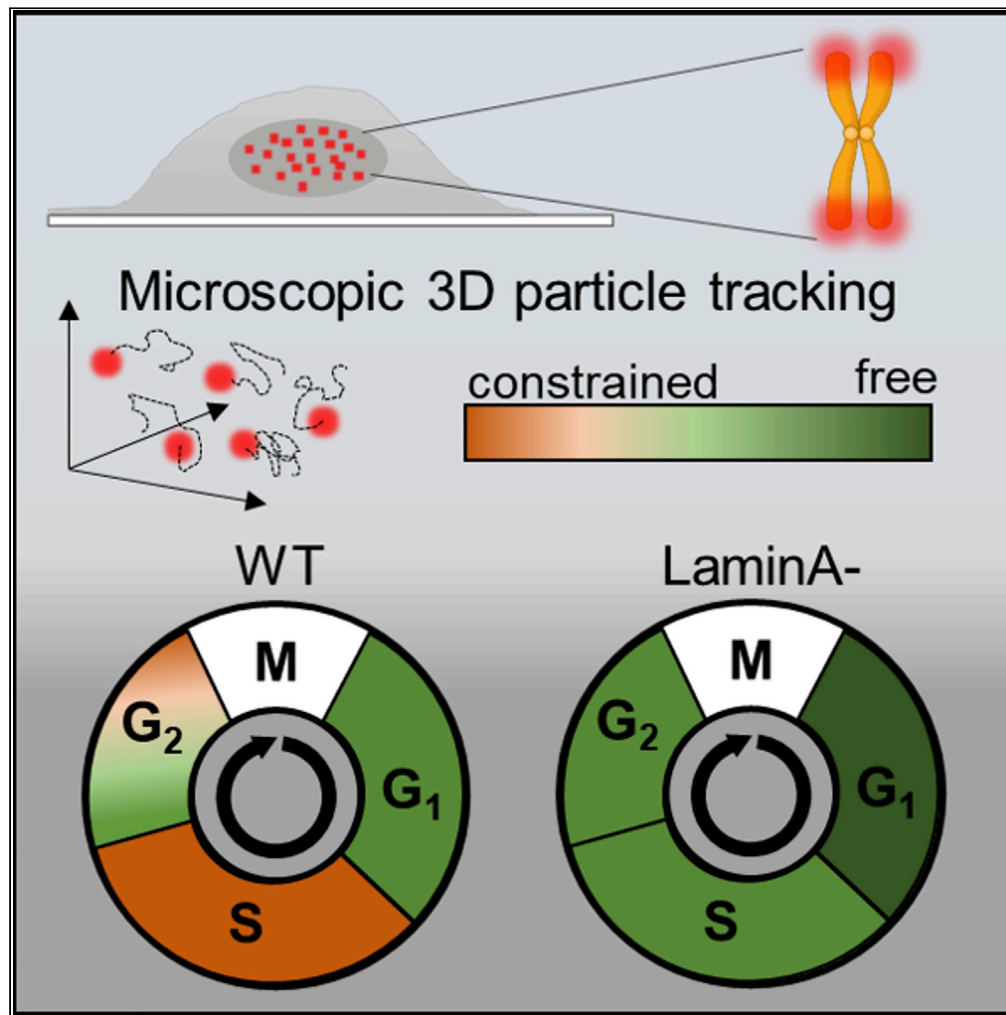 Microscopic 3D particle tracking
constrained free
WT LaminA-
M M
G₂ G₁ G₂ G₁
S S